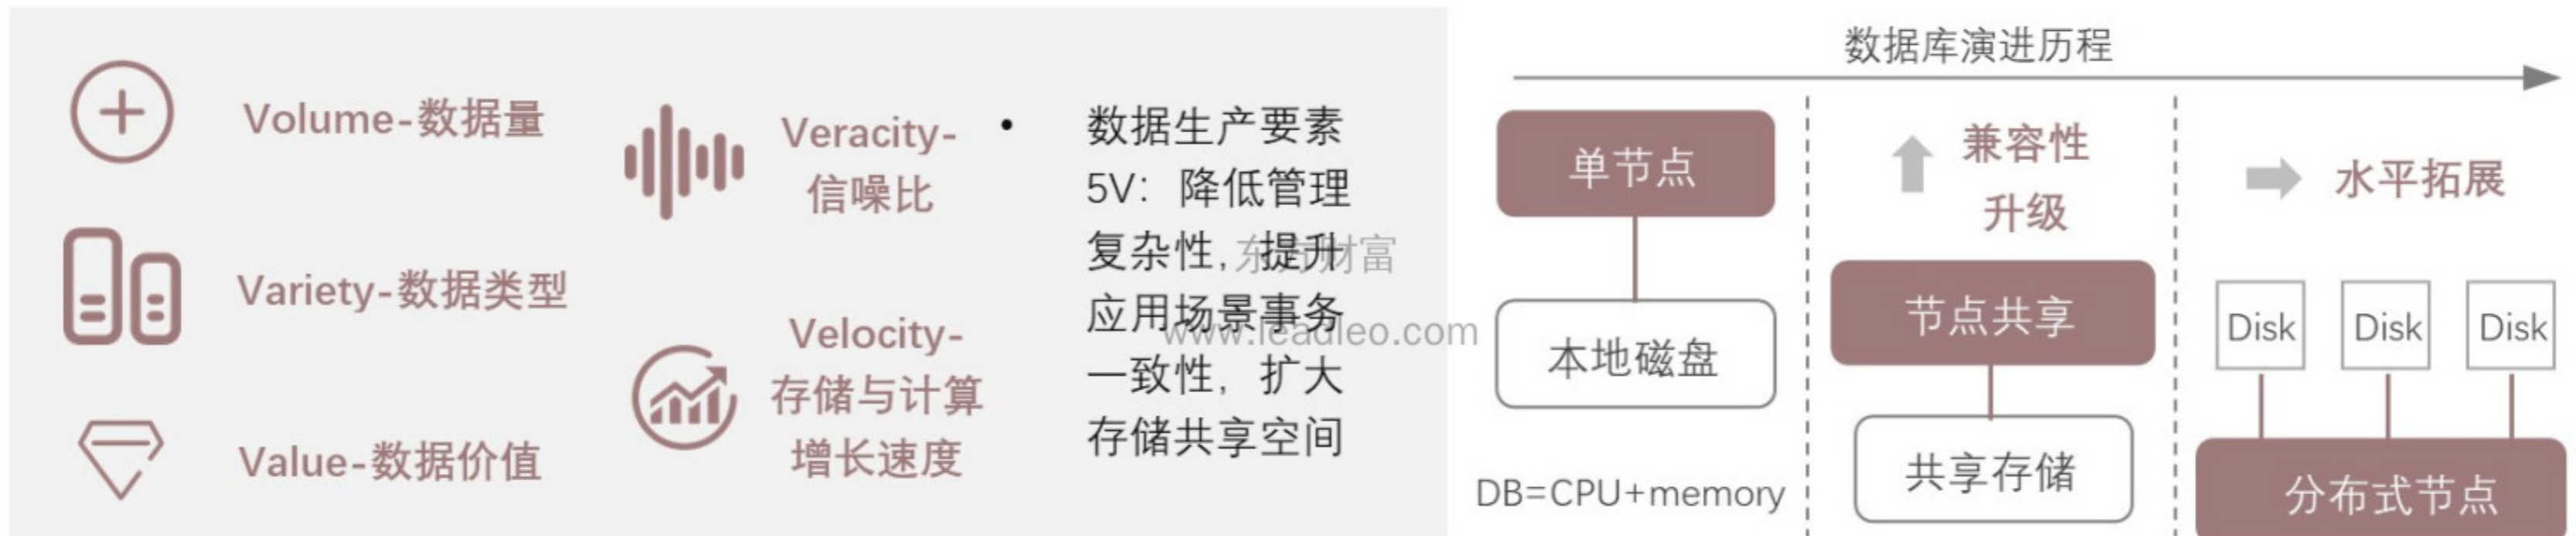 Volume-数据量
Variety-数据类型
Value-数据价值
Veracity-
信噪比
Velocity-
存储与计算
增长速度
• 数据生产要素
5V：降低管理
复杂性，提升
应用场景事务
一致性，扩大
存储共享空间
东方财富
www.leadleo.com
数据库演进历程
单节点
本地磁盘
DB=CPU+memory
兼容性
升级
节点共享
共享存储
水平拓展
Disk Disk Disk
分布式节点